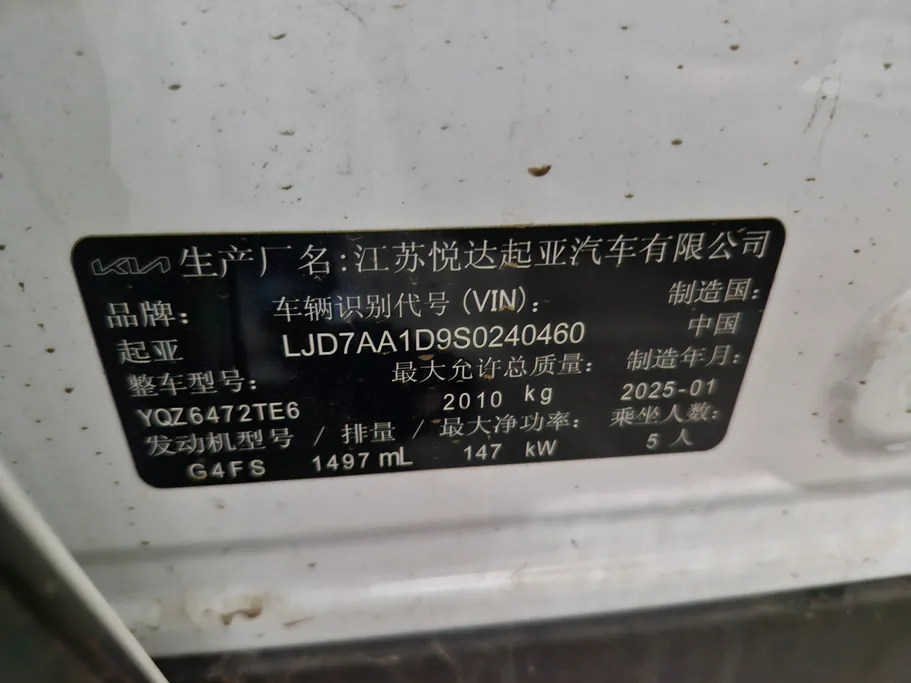 KIA 生产厂名:江苏悦达起亚汽车有限公司
品牌: 车辆识别代号(VIN): 制造国:
起亚 LJD7AA1D9S0240460 中国
整车型号: 最大允许总质量: 制造年月:
YQZ6472TE6 2010 kg 2025-01
发动机型号 / 排量 / 最大净功率: 乘坐人数:
G4FS 1497 mL 147 kW 5 人